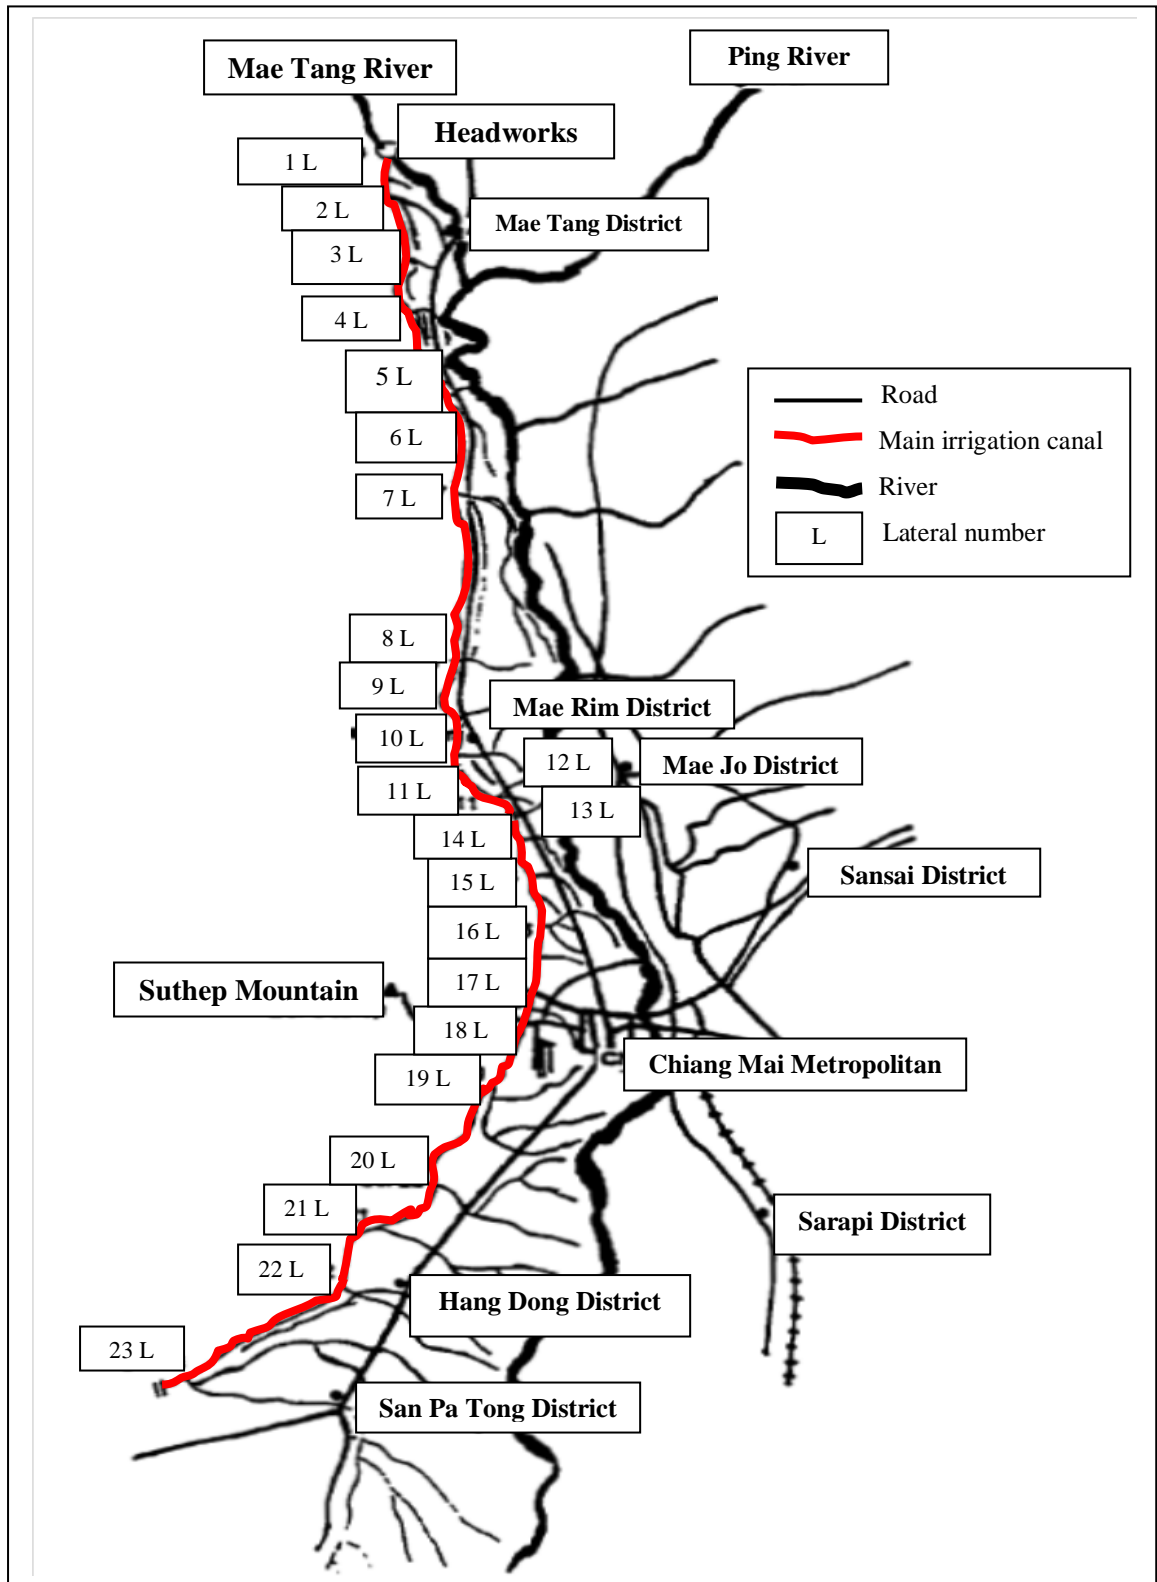 Mae Tang River
Ping River
Headworks
1 L
2 L
Mae Tang District
3 L
4 L
5 L
Road
6 L
Main irrigation canal
7 L
River
L
Lateral number
8 L
9 L
Mae Rim District
10 L
12 L
Mae Jo District
11 L
13 L
14 L
15 L
Sansai District
16 L
17 L
Suthep Mountain
18 L
Chiang Mai Metropolitan
19 L
20 L
21 L
Sarapi District
22 L
Hang Dong District
23 L
San Pa Tong District